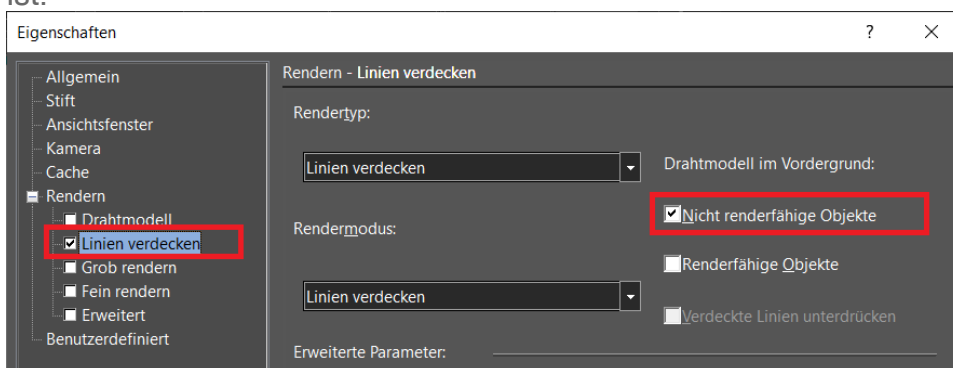 ist.
Eigenschaften
Allgemein
Stift
Ansichtsfenster
Kamera
Cache
Rendern
Drahtmodell
Linien verdecken
Grob rendern
Fein rendern
Erweitert
Benutzerdefiniert
Rendern - Linien verdecken
Rendertyp:
Linien verdecken
Rendermodus:
Linien verdecken
Erweiterte Parameter:
Drahtmodell im Vordergrund:
Nicht renderfähige Objekte
Renderfähige Objekte
Verdeckte Linien unterdrücken